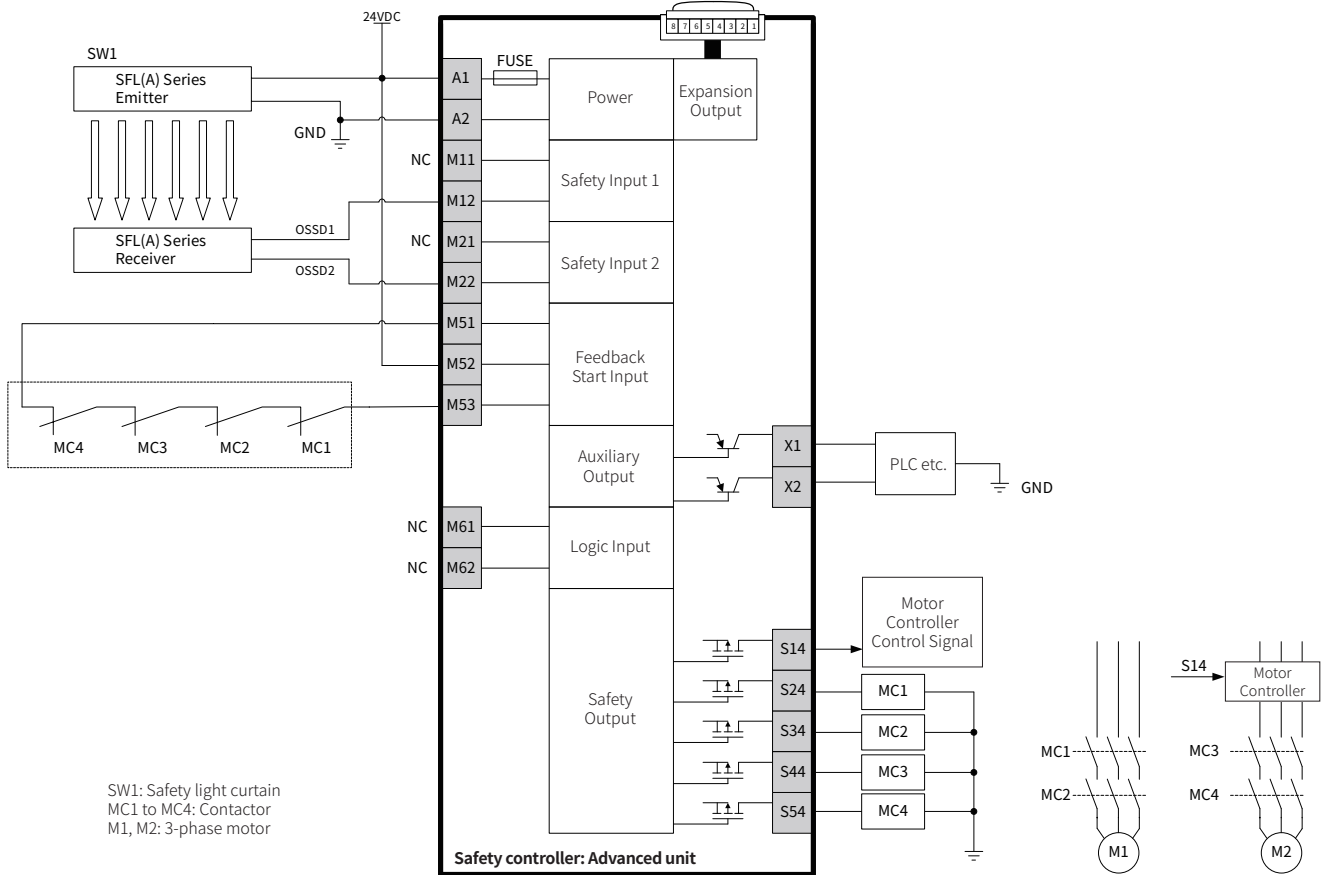 8 7 6 5 4 3 2 1
24VDC
SW1
SFL(A) Series
Emitter
GND
SFL(A) Series
Receiver
OSSD1
OSSD2
A1
A2
NC M11
M12
NC M21
M22
M51
M52
M53
NC M61
NC M62
FUSE
Power
Expansion
Output
Safety Input 1
Safety Input 2
Feedback
Start Input
Auxiliary
Output
Logic Input
Safety
Output
MC4 MC3 MC2 MC1
X1
X2
PLC etc.
GND
S14
S24
S34
S44
S54
Motor
Controller
Control Signal
MC1
MC2
MC3
MC4
S14
Motor
Controller
MC1
MC2
M1
MC3
MC4
M2
SW1: Safety light curtain
MC1 to MC4: Contactor
M1, M2: 3-phase motor
Safety controller: Advanced unit